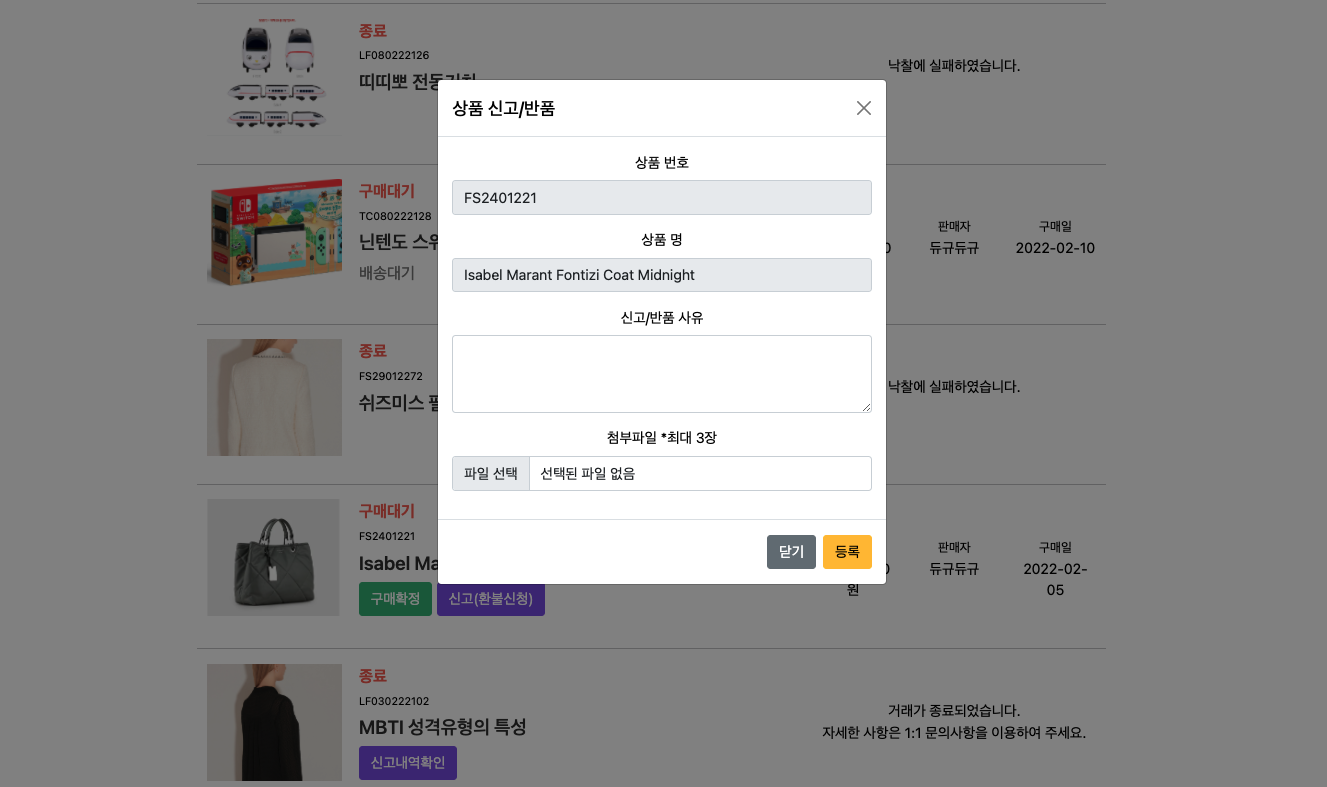 종료
LF080222126
띠띠뽀 전동기차
낙찰에 실패하였습니다.
상품 신고/반품
상품 번호
FS2401221
상품 명
Isabel Marant Fontizi Coat Midnight
신고/반품 사유
첨부파일 *최대 3장
파일 선택 선택된 파일 없음
닫기 등록
구매대기
TC080222128
닌텐도
배송대기
0
판매자
듀규듀규
구매일
2022-02-10
종료
FS29012272
쉬즈미스
낙찰에 실패하였습니다.
구매대기
FS2401221
Isabel Ma
구매확정 신고(환불신청)
0
원
판매자
듀규듀규
구매일
2022-02-
05
종료
LF030222102
MBTI 성격유형의 특성
신고내역확인
거래가 종료되었습니다.
자세한 사항은 1:1 문의사항을 이용하여 주세요.